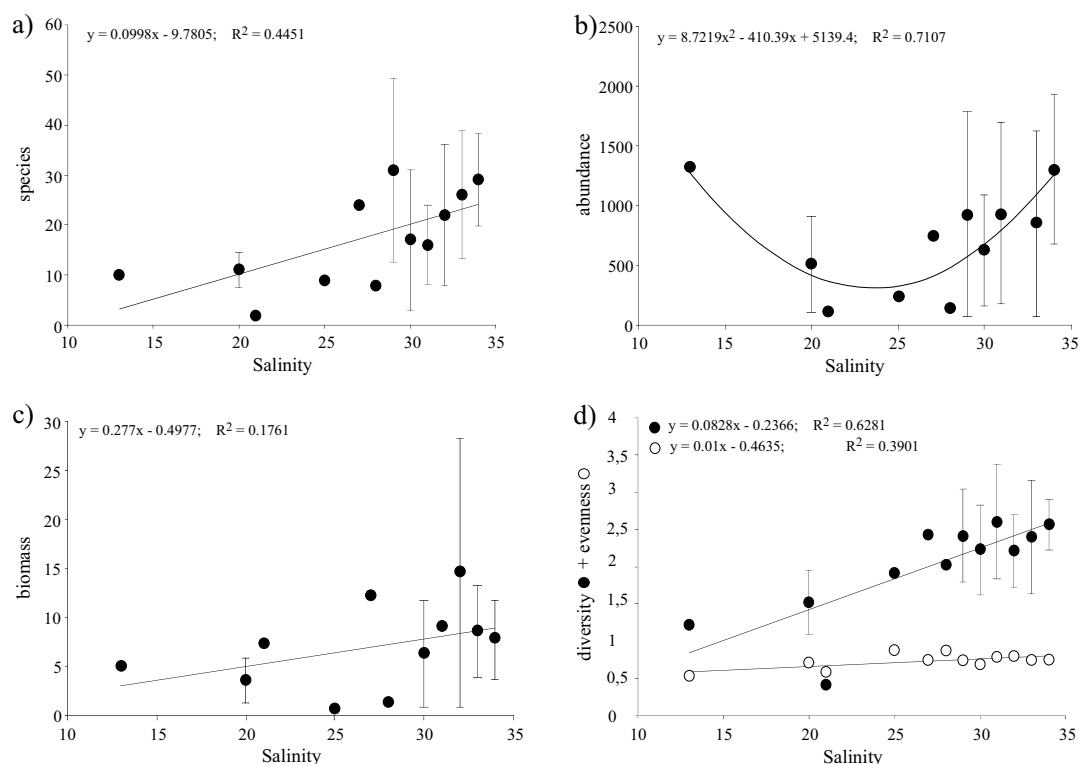 a)
y = 0.0998x - 9.7805; R2 = 0.4451
60
50
40
30
20
10
0
species
10 15 20 25 30 35
Salinity
b)
y = 8.7219x2 - 410.39x + 5139.4; R2 = 0.7107
2500
2000
1500
1000
500
0
abundance
10 15 20 25 30 35
Salinity
c)
y = 0.277x - 0.4977; R2 = 0.1761
30
25
20
15
10
5
0
biomass
10 15 20 25 30 35
Salinity
d)
y = 0.0828x - 0.2366; R2 = 0.6281
y = 0.01x - 0.4635; R2 = 0.3901
4
3,5
3
2,5
2
1,5
1
0,5
0
diversity ● + evenness ○
10 15 20 25 30 35
Salinity